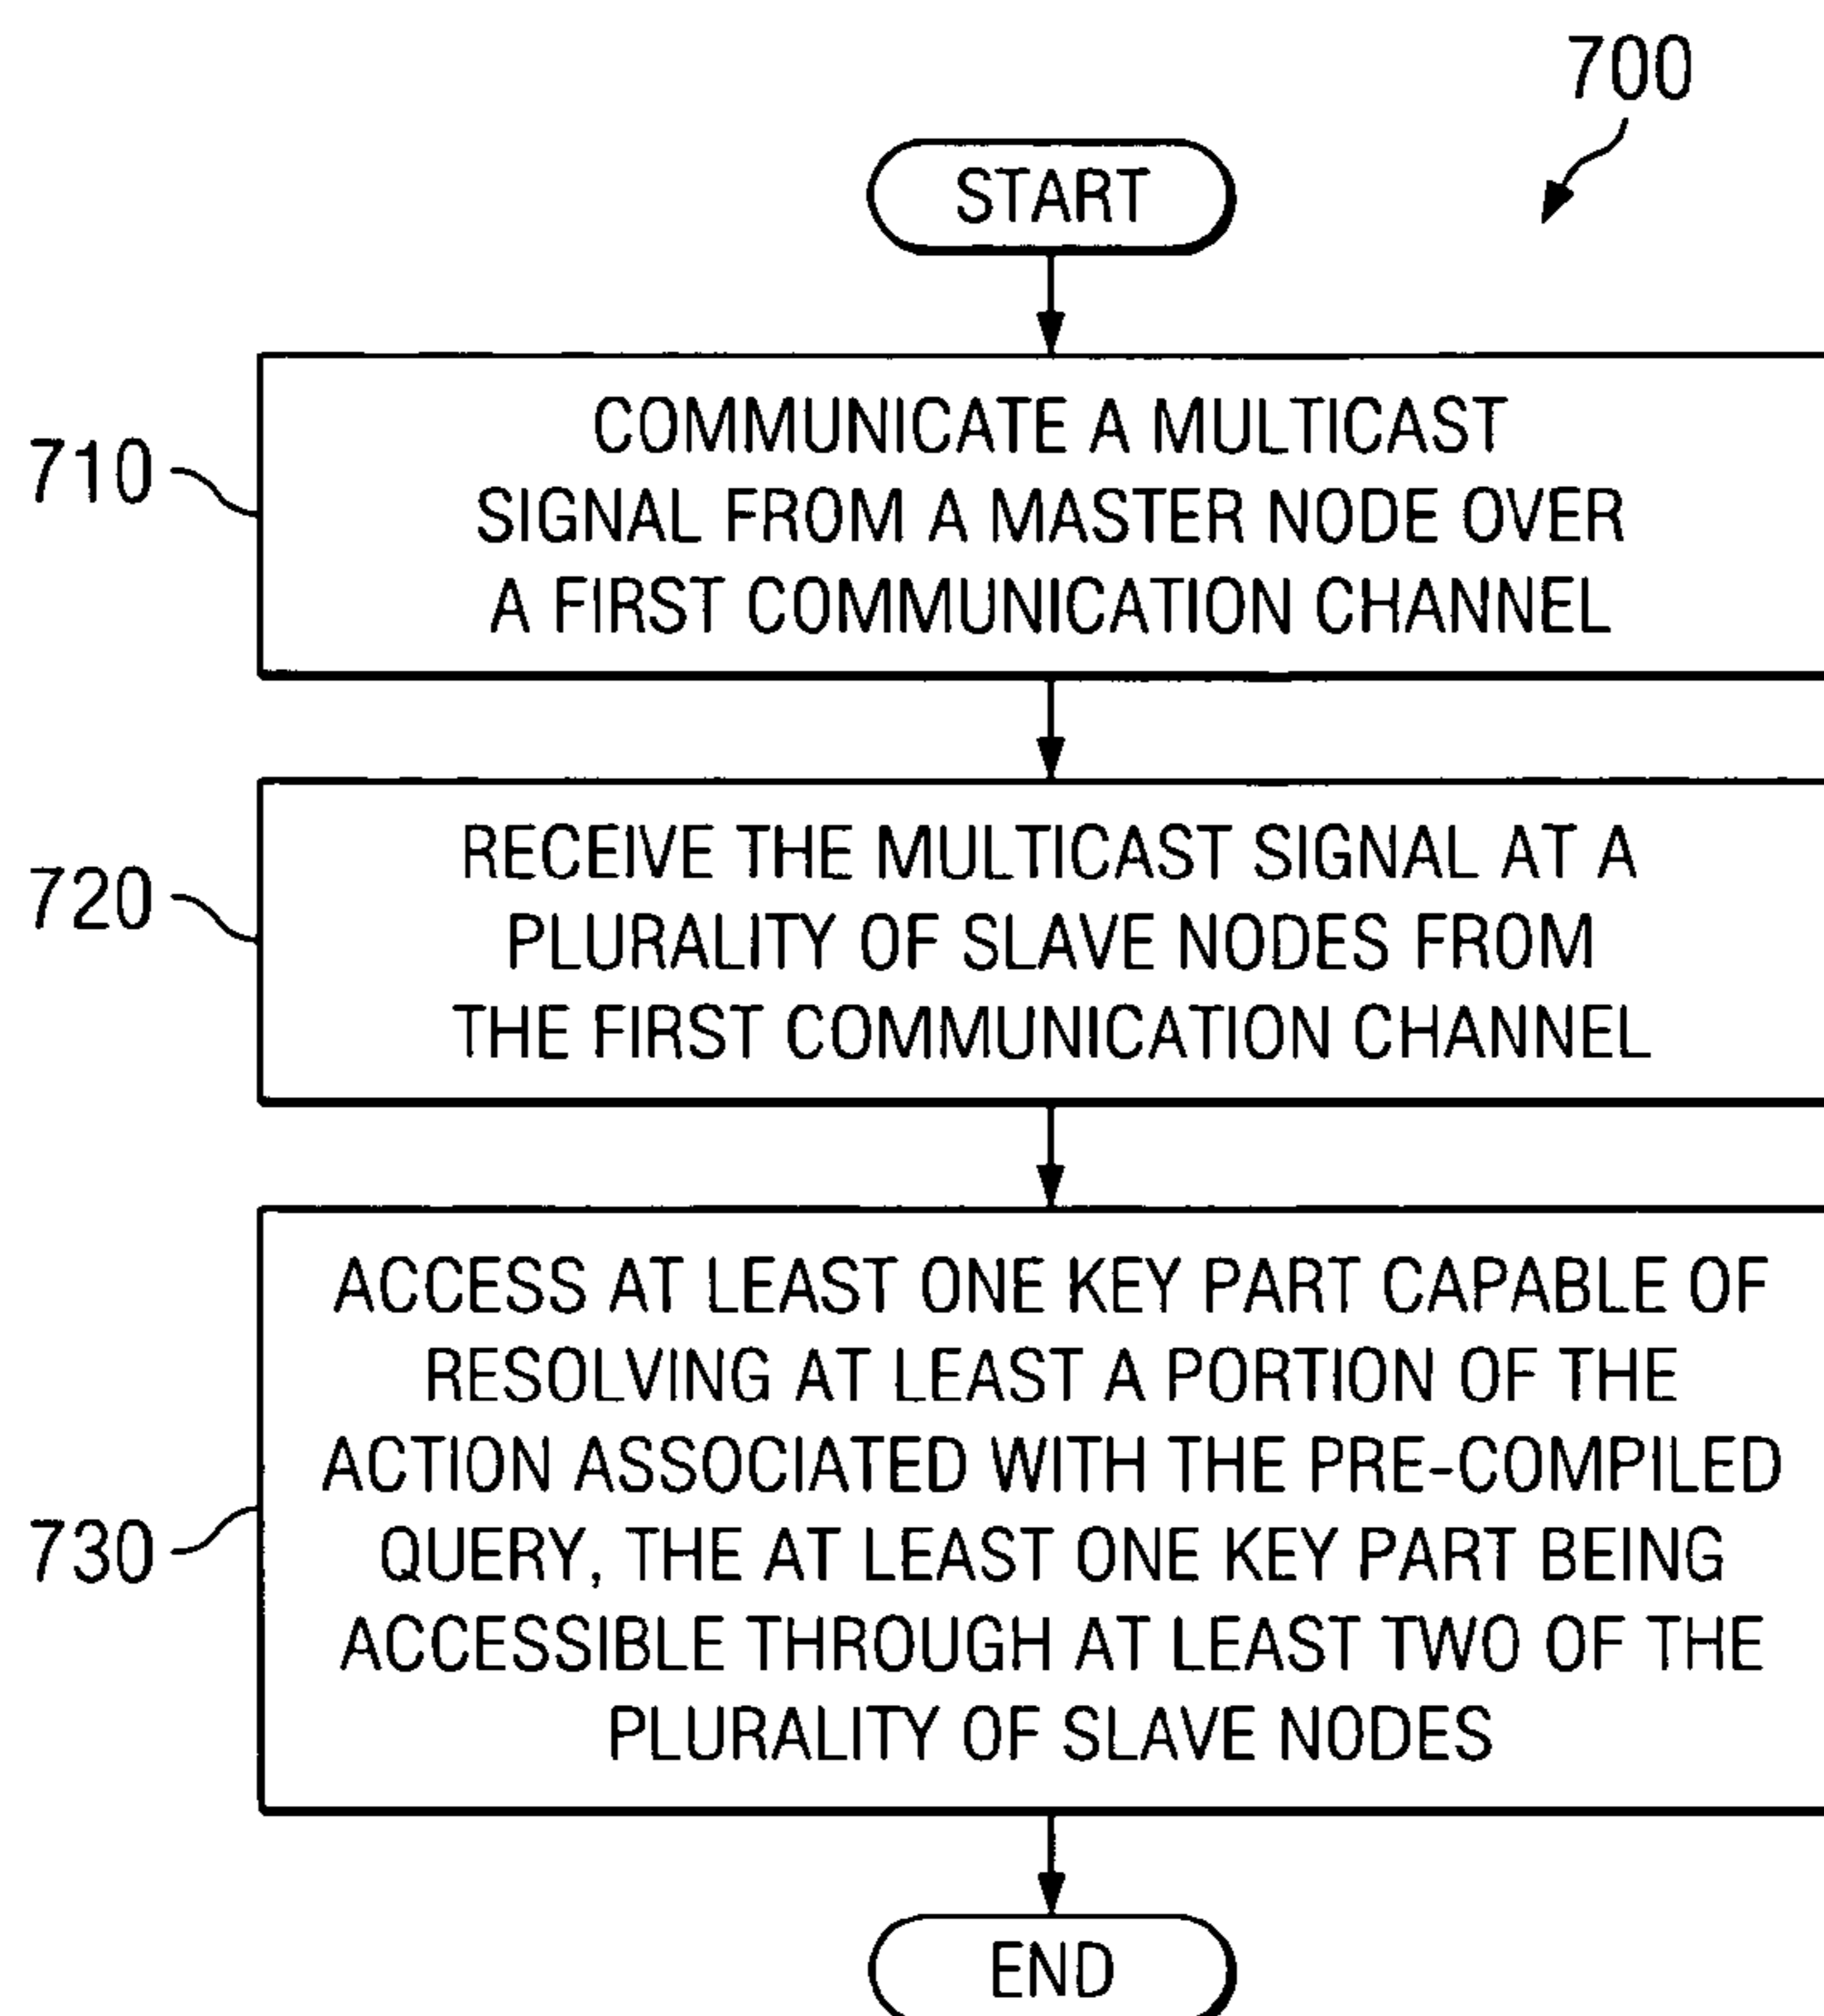 700
START
710
COMMUNICATE A MULTICAST
SIGNAL FROM A MASTER NODE OVER
A FIRST COMMUNICATION CHANNEL
720
RECEIVE THE MULTICAST SIGNAL AT A
PLURALITY OF SLAVE NODES FROM
THE FIRST COMMUNICATION CHANNEL
730
ACCESS AT LEAST ONE KEY PART CAPABLE OF
RESOLVING AT LEAST A PORTION OF THE
ACTION ASSOCIATED WITH THE PRE-COMPILED
QUERY, THE AT LEAST ONE KEY PART BEING
ACCESSIBLE THROUGH AT LEAST TWO OF THE
PLURALITY OF SLAVE NODES
END